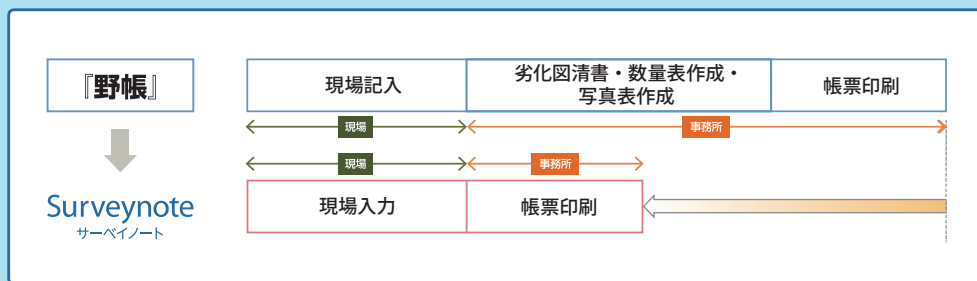 『野帳』
現場記入
劣化図清書・数量表作成・
写真表作成
帳票印刷
現場
事務所
現場
事務所
Surveynote
サーベイノート
現場入力
帳票印刷